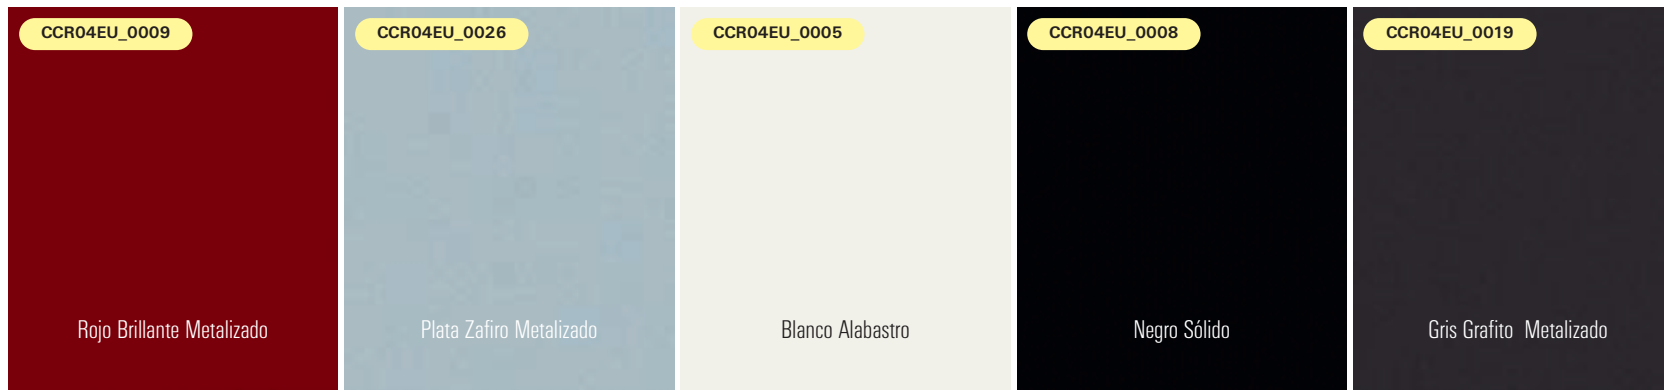 CCR04EU_0009
Rojo Brillante Metalizado
CCR04EU_0026
Plata Zafiro Metalizado
CCR04EU_0005
Blanco Alabastro
CCR04EU_0008
Negro Sólido
CCR04EU_0019
Gris Grafito  Metalizado